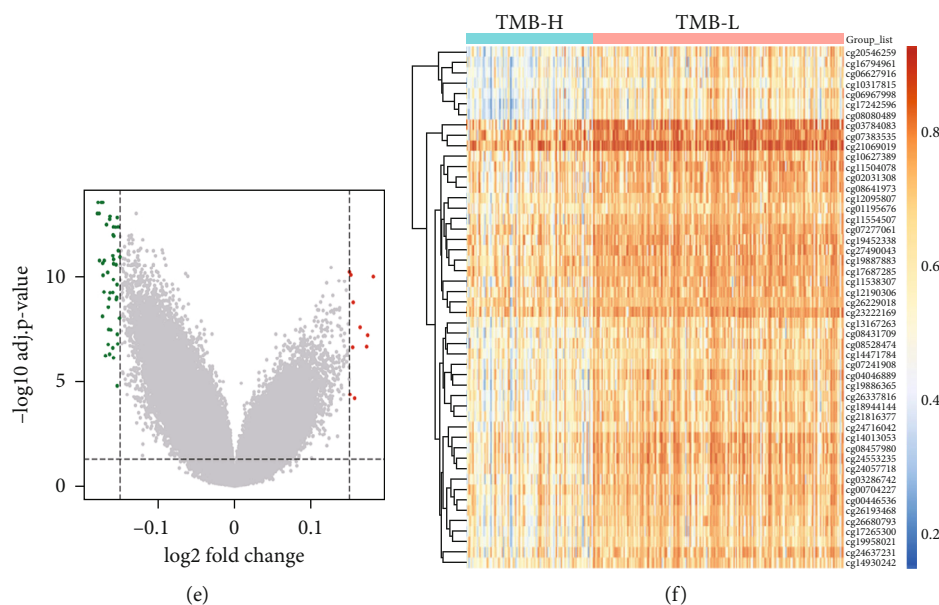 TMB-H TMB-L
Group_list
cg20546259
cg16794961
cg06627916
cg10317815
cg06967998
cg17242596
cg08080489
cg03784083
cg07383535
cg21069019
cg10627389
cg11504078
cg02031308
cg08641973
cg12095807
cg01195676
cg11554507
cg07277061
cg19452338
cg27490043
cg19887883
cg17687285
cg11538307
cg12190306
cg26229018
cg23222169
cg13167263
cg08431709
cg08528474
cg14471784
cg07241908
cg04046889
cg19886365
cg26337816
cg18944144
cg21816377
cg24716042
cg14013053
cg08457980
cg24553235
cg24057718
cg03286742
cg00704227
cg00446536
cg26193468
cg26680793
cg17265300
cg19958021
cg24637231
cg14930242
0.8
0.6
0.4
0.2
−log10 adj.p-value
10
5
0
−0.1 0 0.1
log2 fold change
(e) (f)